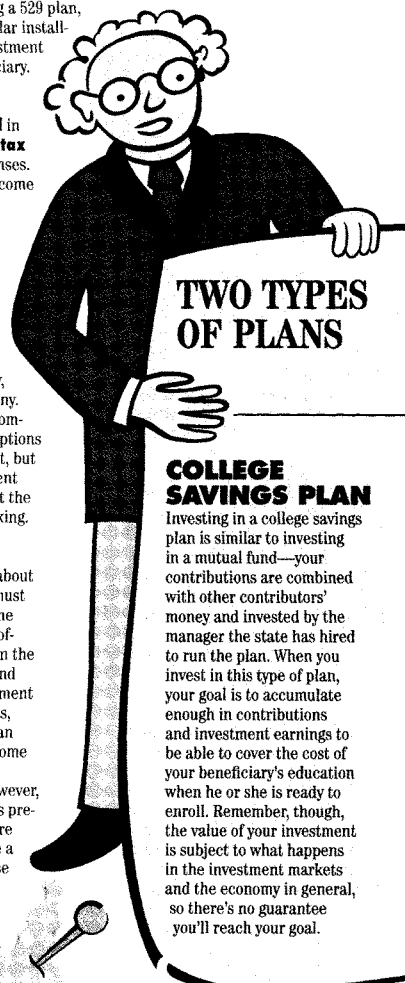 g a 529 plan,
lar install-
stment
ciary.
l in
tax
nses.
come
y,
ny.
om-
ptions
t, but
ent
t the
king.
about
nust
he
of-
n the
nd
ment
s,
an
ome
wever,
s pre-
re
e a
se
TWO TYPES
OF PLANS
COLLEGE
SAVINGS PLAN
Investing in a college savings
plan is similar to investing
in a mutual fund—your
contributions are combined
with other contributors'
money and invested by the
manager the state has hired
to run the plan. When you
invest in this type of plan,
your goal is to accumulate
enough in contributions
and investment earnings to
be able to cover the cost of
your beneficiary's education
when he or she is ready to
enroll. Remember, though,
the value of your investment
is subject to what happens
in the investment markets
and the economy in general,
so there's no guarantee
you'll reach your goal.